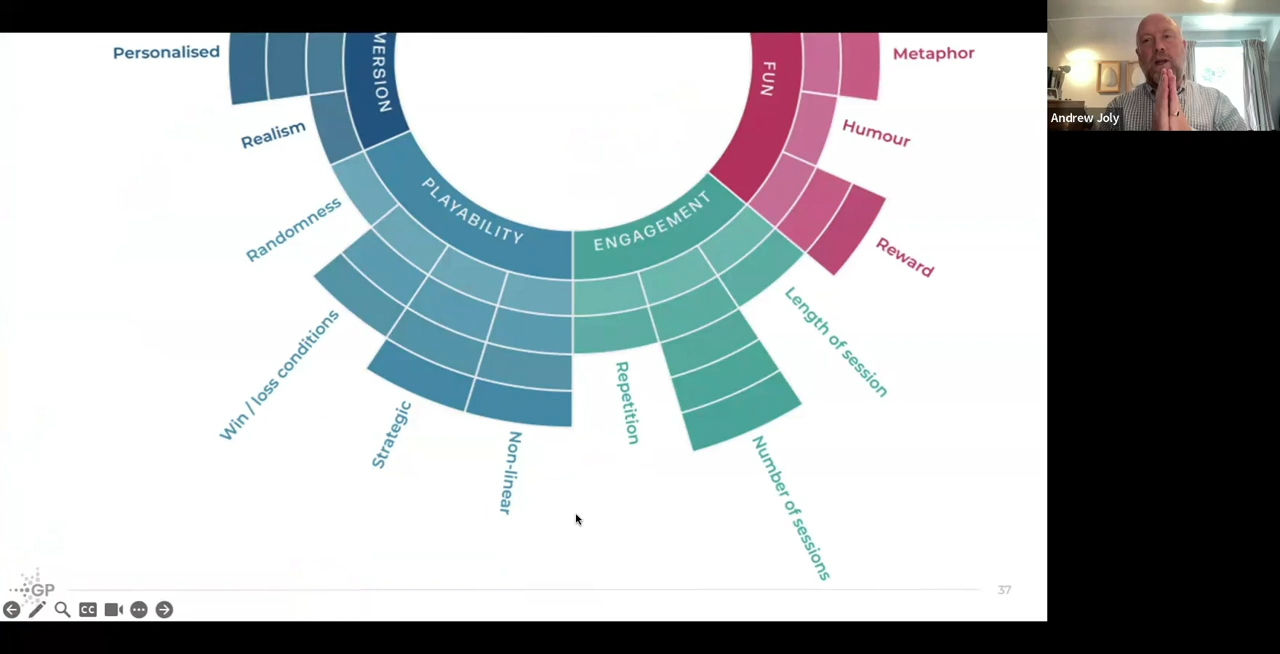 Personalised
MERSION
FUN
Metaphor
Andrew Joly
Realism
Humour
Randomness
PLAYABILITY
ENGAGEMENT
Reward
Win / loss conditions
Strategic
Non-linear
Repetition
Length of session
Number of sessions
GP
37
CC